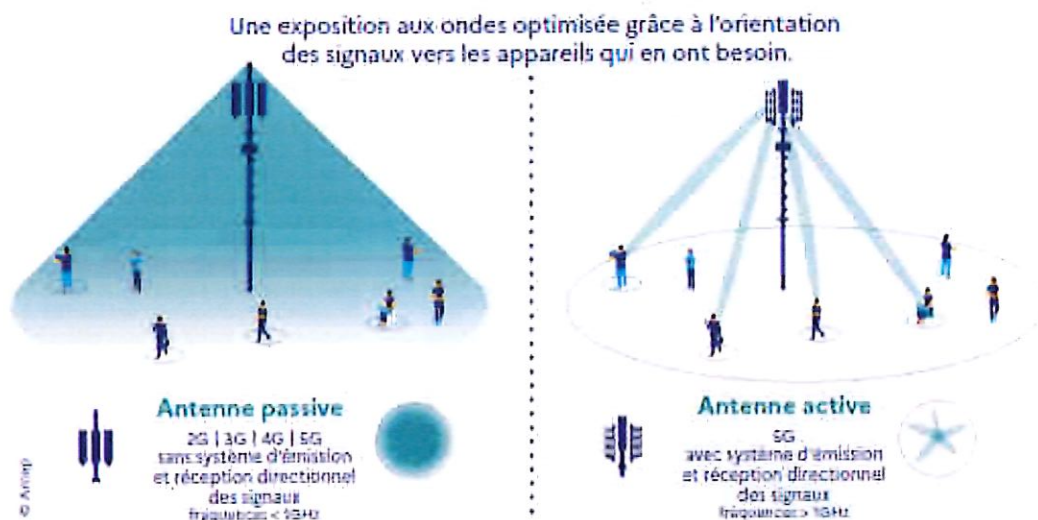 Une exposition aux ondes optimisée grâce à l'orientation
des signaux vers les appareils qui en ont besoin.
Antenne passive
2G | 3G | 4G | 5G
sans système d'émission
et réception directionnel
des signaux
fréquences <
Antenne active
5G
avec système d'émission
et réception directionnel
des signaux
fréquences >
©